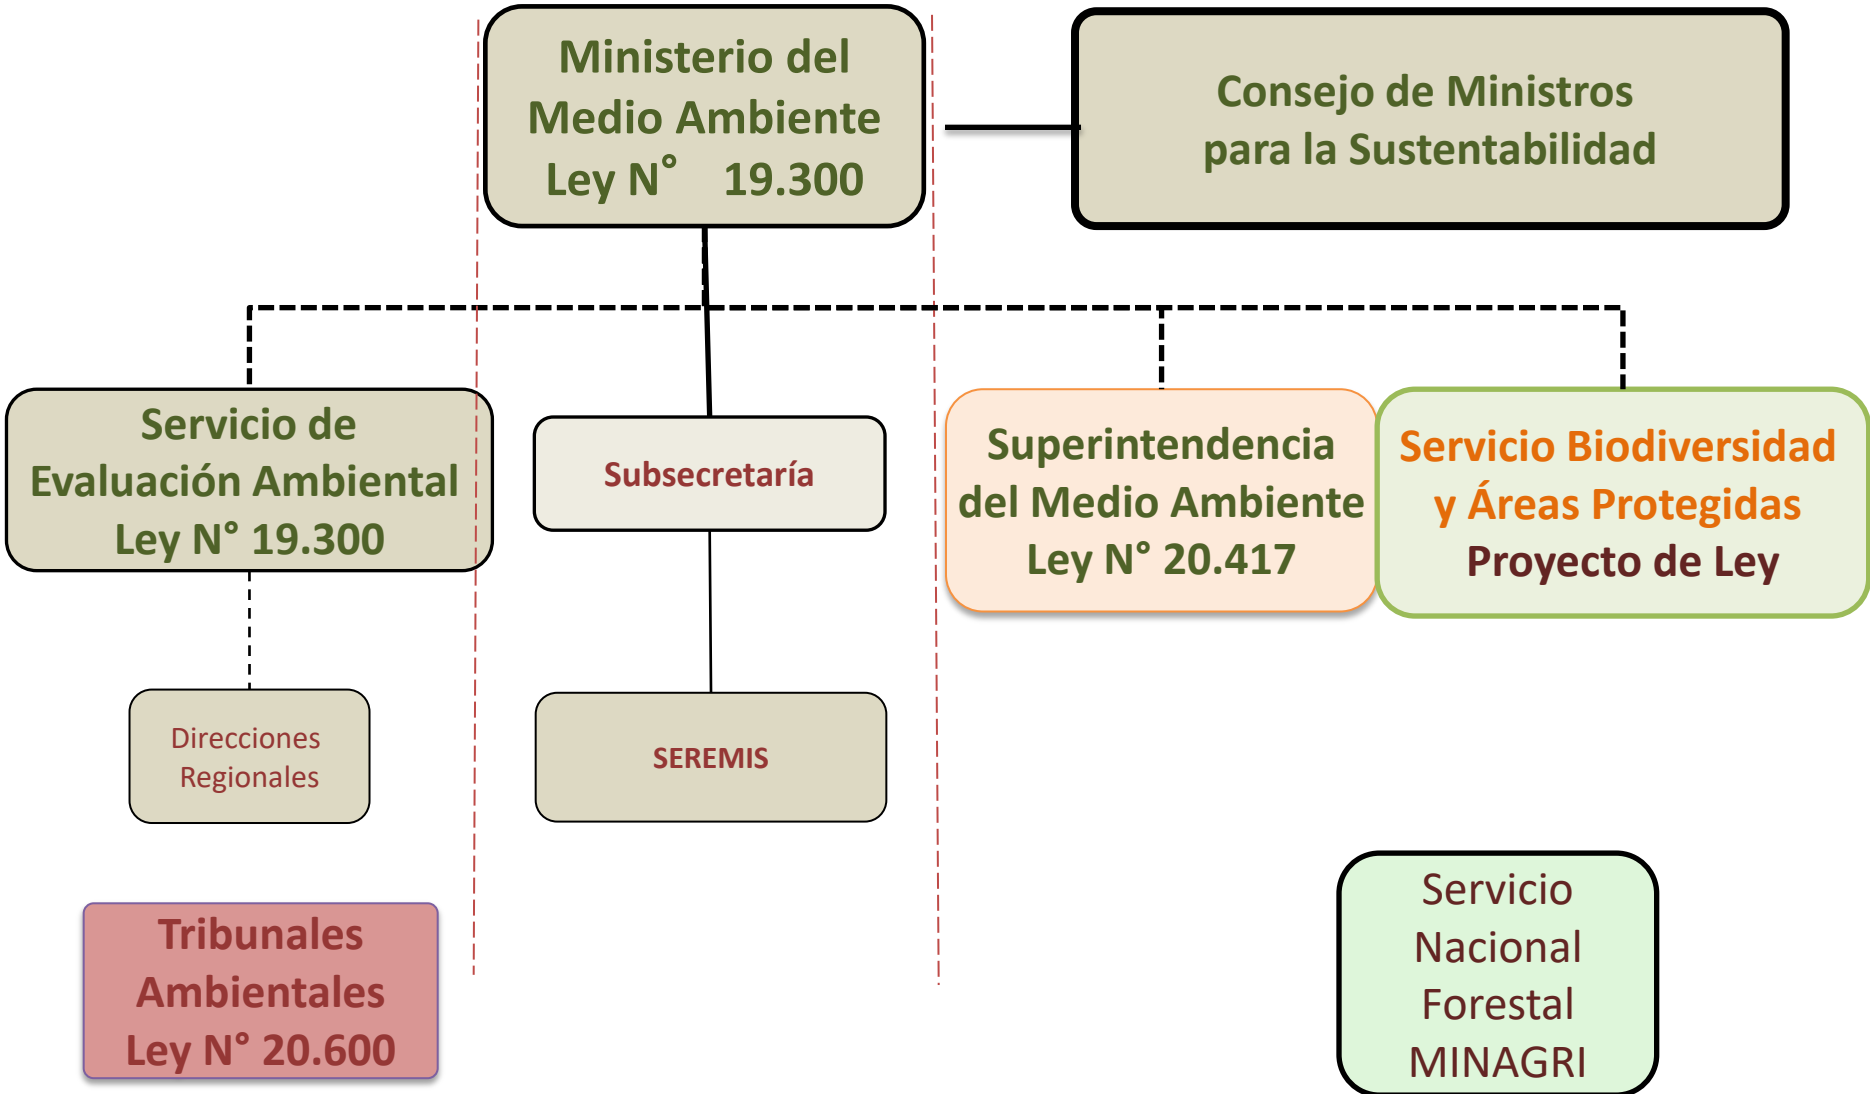 Ministerio del
Medio Ambiente
Ley N° 19.300
Consejo de Ministros
para la Sustentabilidad
Servicio de
Evaluación Ambiental
Ley N° 19.300
Subsecretaría
Superintendencia
del Medio Ambiente
Ley N° 20.417
Servicio Biodiversidad
y Áreas Protegidas
Proyecto de Ley
Direcciones
Regionales
SEREMIS
Tribunales
Ambientales
Ley N° 20.600
Servicio
Nacional
Forestal
MINAGRI